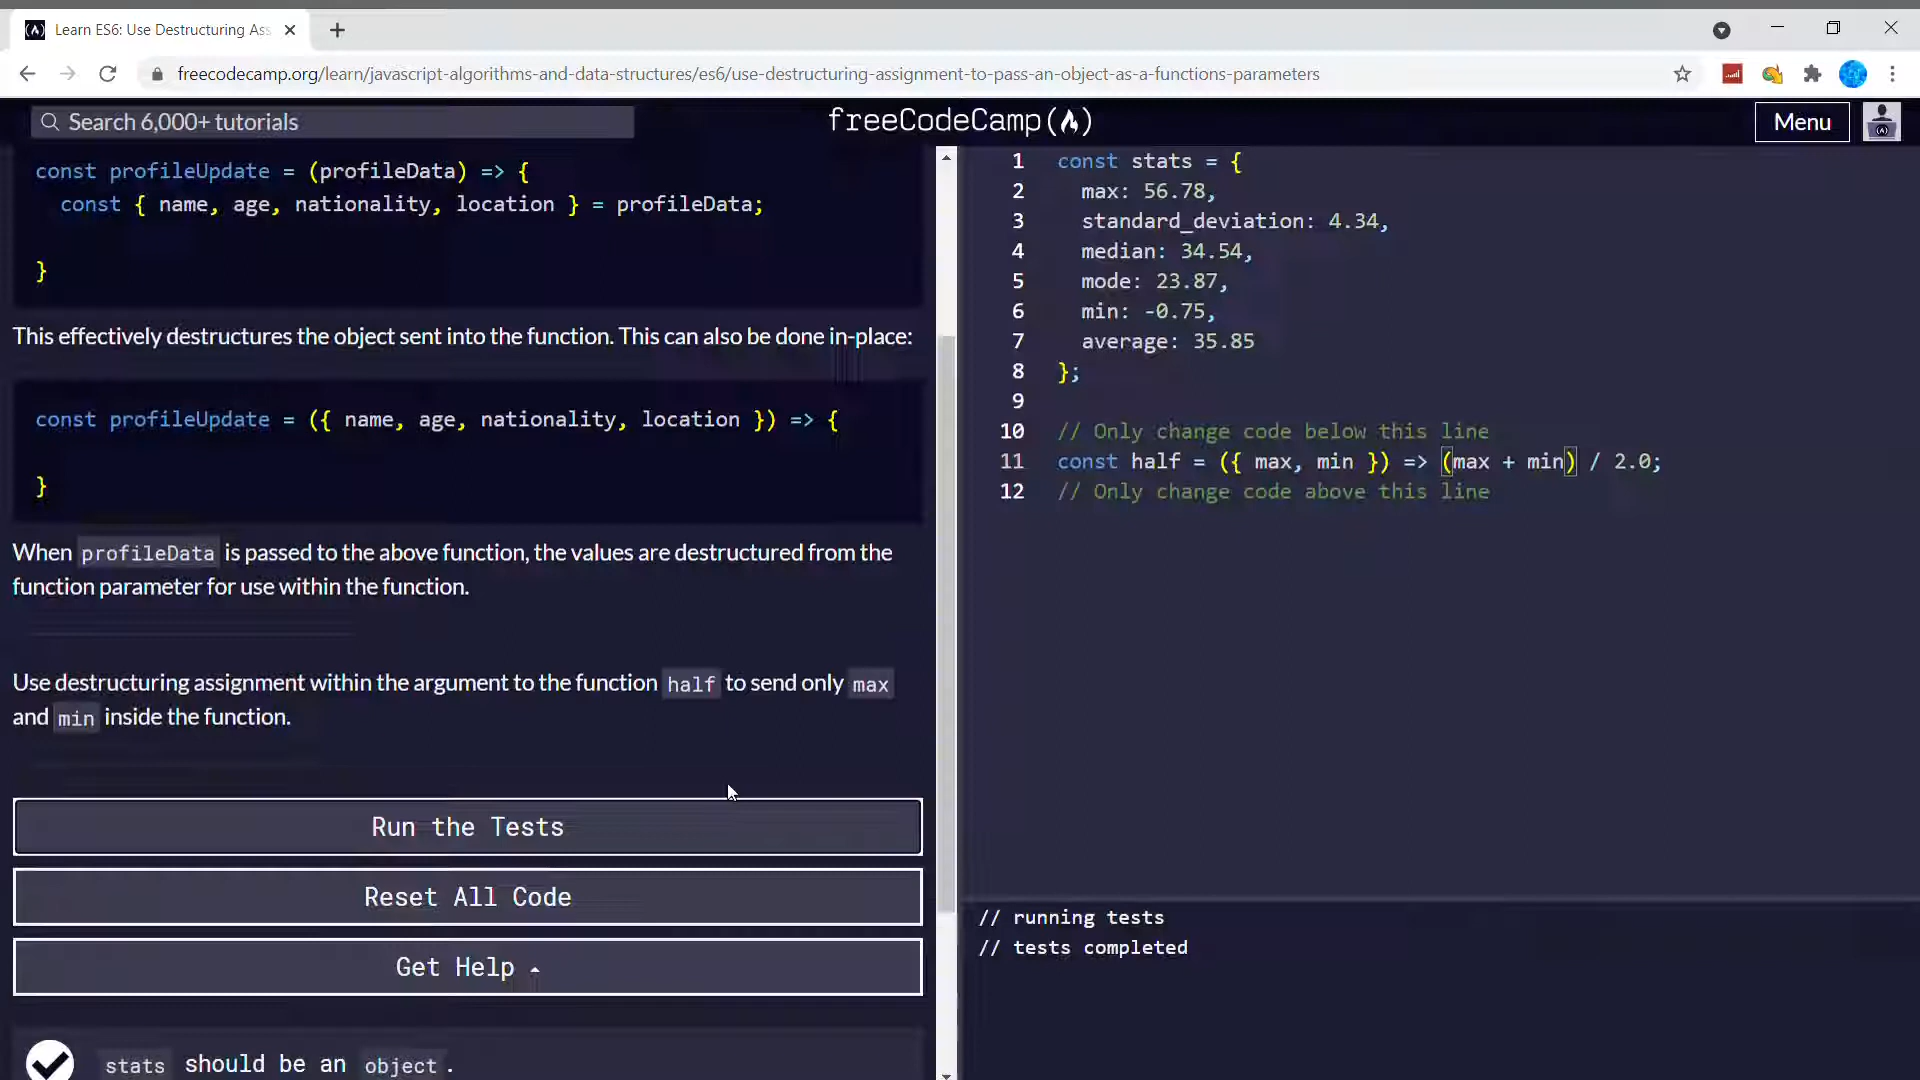 Learn ES6: Use Destructuring Ass
freecodecamp.org/learn/javascript-algorithms-and-data-structures/es6/use-destructuring-assignment-to-pass-an-object-as-a-functions-parameters
Search 6,000+ tutorials
freeCodeCamp(🔥)
Menu
const profileUpdate = (profileData) => {
const { name, age, nationality, location } = profileData;
}
This effectively destructures the object sent into the function. This can also be done in-place:
const profileUpdate = ({ name, age, nationality, location }) => {
}
When profileData is passed to the above function, the values are destructured from the
function parameter for use within the function.
Use destructuring assignment within the argument to the function half to send only max
and min inside the function.
Run the Tests
Reset All Code
Get Help
stats should be an object.
1 const stats = {
2 max: 56.78,
3 standard_deviation: 4.34,
4 median: 34.54,
5 mode: 23.87,
6 min: -0.75,
7 average: 35.85
8 };
9
10 // Only change code below this line
11 const half = ({ max, min }) => (max + min) / 2.0;
12 // Only change code above this line
// running tests
// tests completed